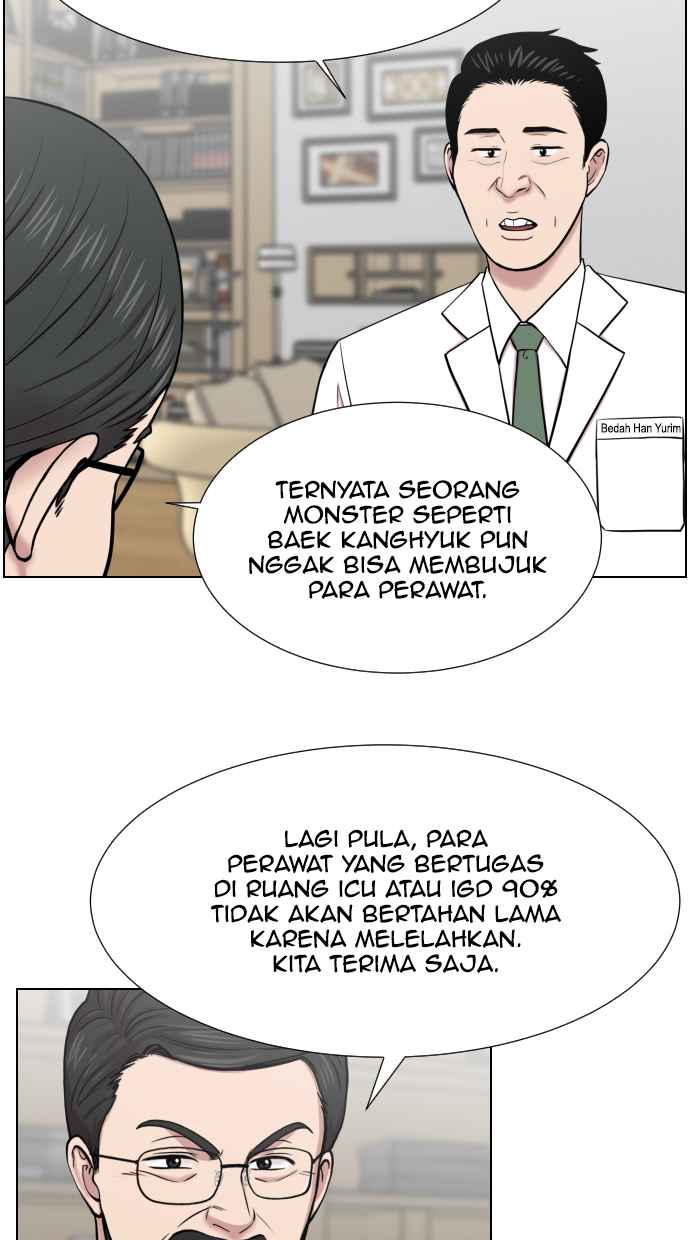 Bedah Han Yurim
TERNYATA SEORANG
MONSTER SEPERTI
BAEK KANGHYUK PUN
NGGAK BISA MEMBUJUK
PARA PERAWAT.
LAGI PULA, PARA
PERAWAT YANG BERTUGAS
DI RUANG ICU ATAU IGD 90%
TIDAK AKAN BERTAHAN LAMA
KARENA MELELAHKAN.
KITA TERIMA SAJA.